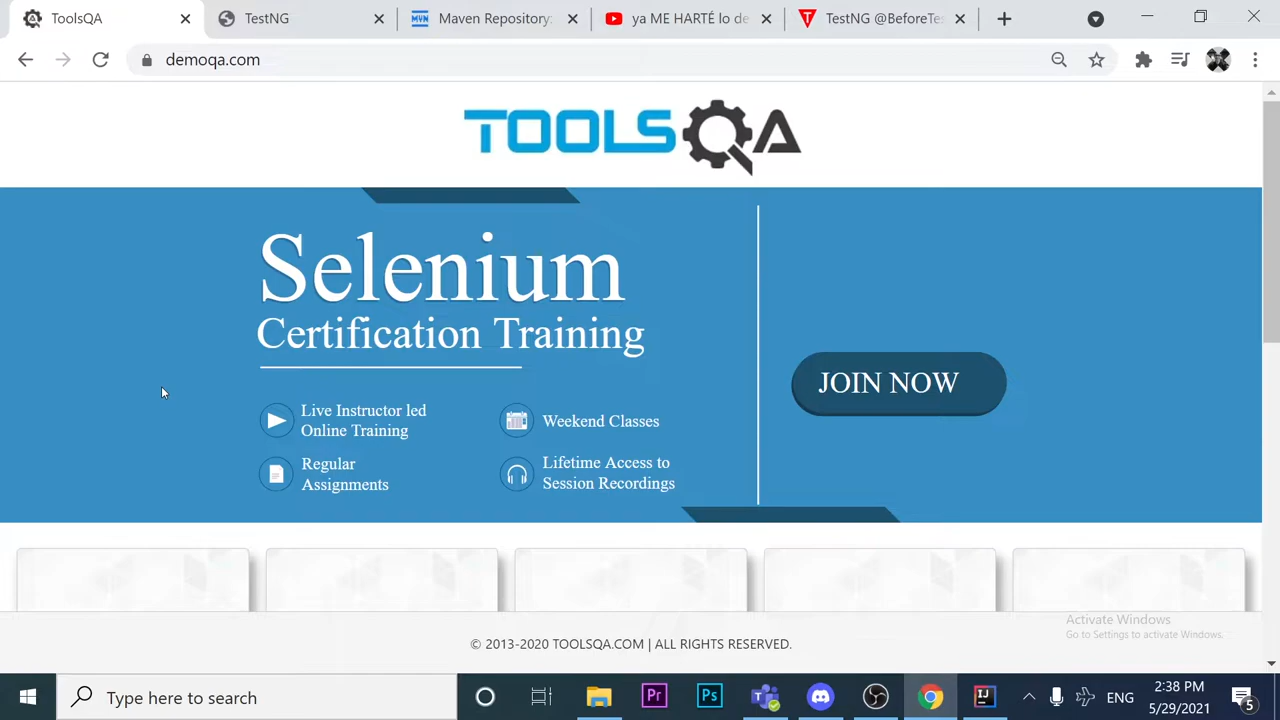 ToolsQA
TestNG
Maven Repository:
ya ME HARTÉ lo de
TestNG @BeforeTe
demoqa.com
TOOLSQA
Selenium
Certification Training
Live Instructor led
Online Training
Weekend Classes
Regular
Assignments
Lifetime Access to
Session Recordings
JOIN NOW
Activate Windows
Go to Settings to activate Windows.
© 2013-2020 TOOLSQA.COM | ALL RIGHTS RESERVED.
Type here to search
Pr
Ps
IJ
ENG
2:38 PM
5/29/2021
5